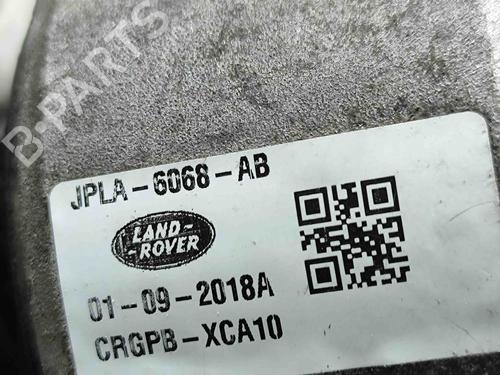 B-PARTS
JPLA-6068-AB
LAND-
ROVER
01-09-2018A
CRGPB-XCA10